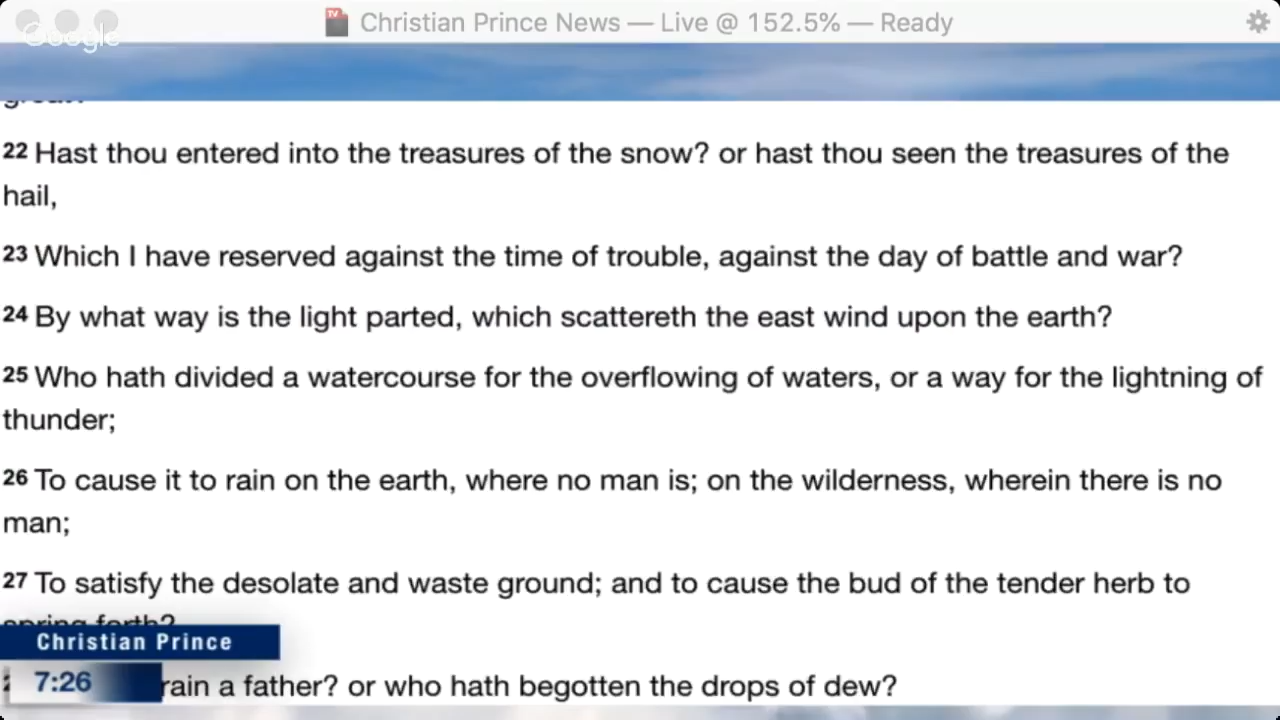 Google
Christian Prince News — Live @ 152.5% — Ready
22 Hast thou entered into the treasures of the snow? or hast thou seen the treasures of the
hail,
23 Which I have reserved against the time of trouble, against the day of battle and war?
24 By what way is the light parted, which scattereth the east wind upon the earth?
25 Who hath divided a watercourse for the overflowing of waters, or a way for the lightning of
thunder;
26 To cause it to rain on the earth, where no man is; on the wilderness, wherein there is no
man;
27 To satisfy the desolate and waste ground; and to cause the bud of the tender herb to
spring forth?
Christian Prince
7:26
rain a father? or who hath begotten the drops of dew?